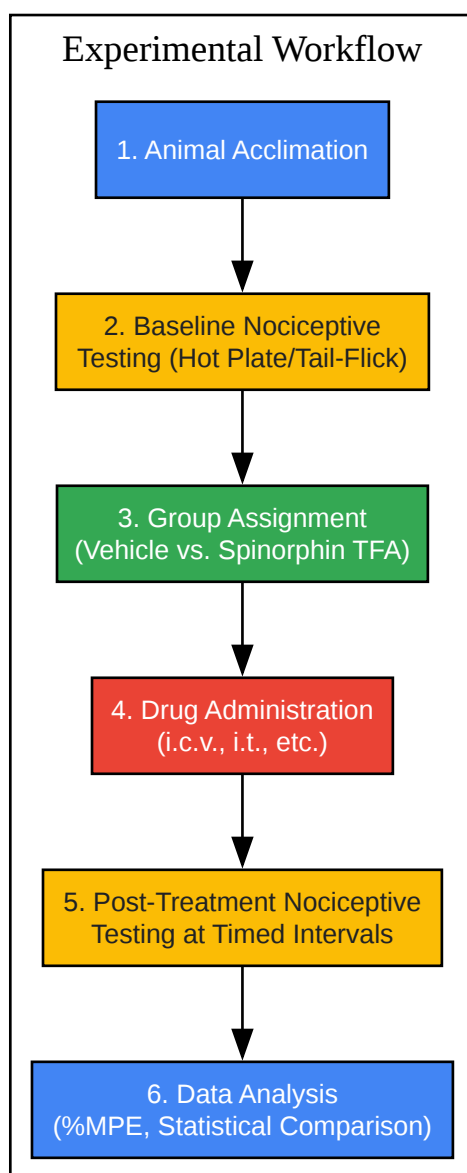 Experimental Workflow
1. Animal Acclimation
2. Baseline Nociceptive
Testing (Hot Plate/Tail-Flick)
3. Group Assignment
(Vehicle vs. Spinorphin TFA)
4. Drug Administration
(i.c.v., i.t., etc.)
5. Post-Treatment Nociceptive
Testing at Timed Intervals
6. Data Analysis
(%MPE, Statistical Comparison)